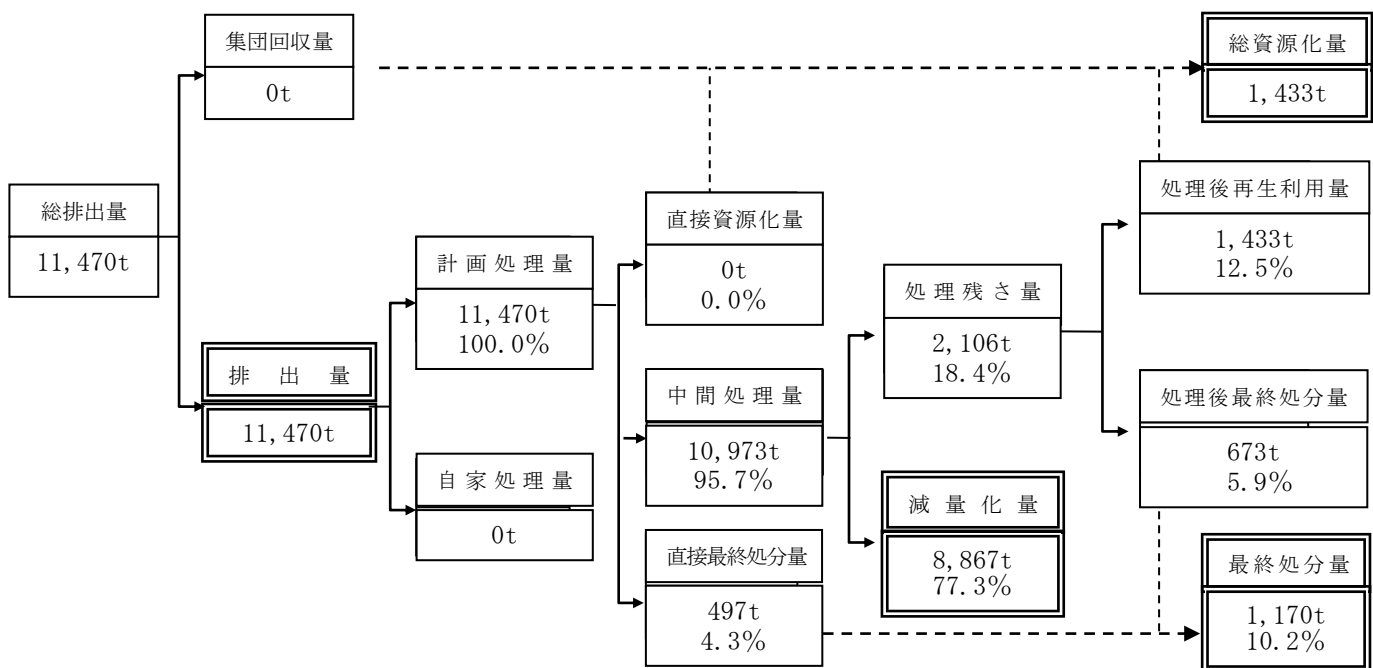 集団回収量
0t
総資源化量
1,433t
総排出量
11,470t
排出量
11,470t
計画処理量
11,470t
100.0%
自家処理量
0t
直接資源化量
0t
0.0%
中間処理量
10,973t
95.7%
直接最終処分量
497t
4.3%
処理残さ量
2,106t
18.4%
減量化量
8,867t
77.3%
処理後再生利用量
1,433t
12.5%
処理後最終処分量
673t
5.9%
最終処分量
1,170t
10.2%